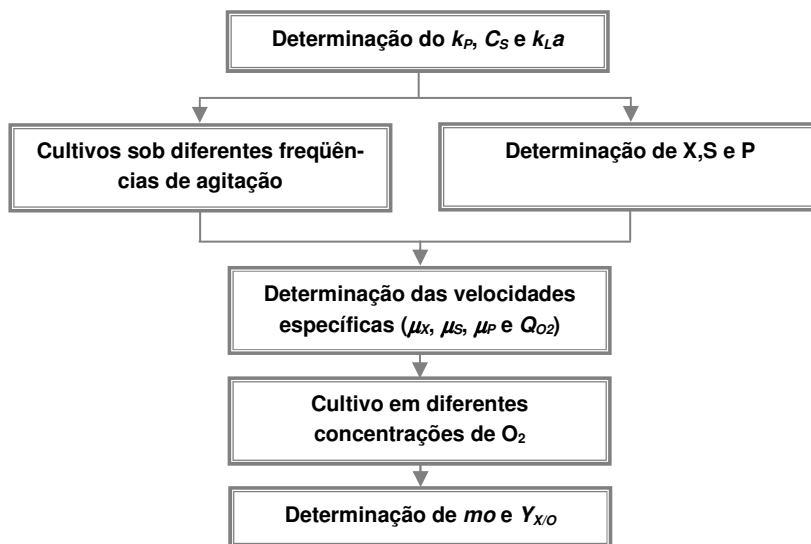 Determinação do kP, CS e kLa
Cultivos sob diferentes freqüên-
cias de agitação
Determinação de X,S e P
Determinação das velocidades
específicas (μX, μS, μP e QO2)
Cultivo em diferentes
concentrações de O2
Determinação de mo e YX/O